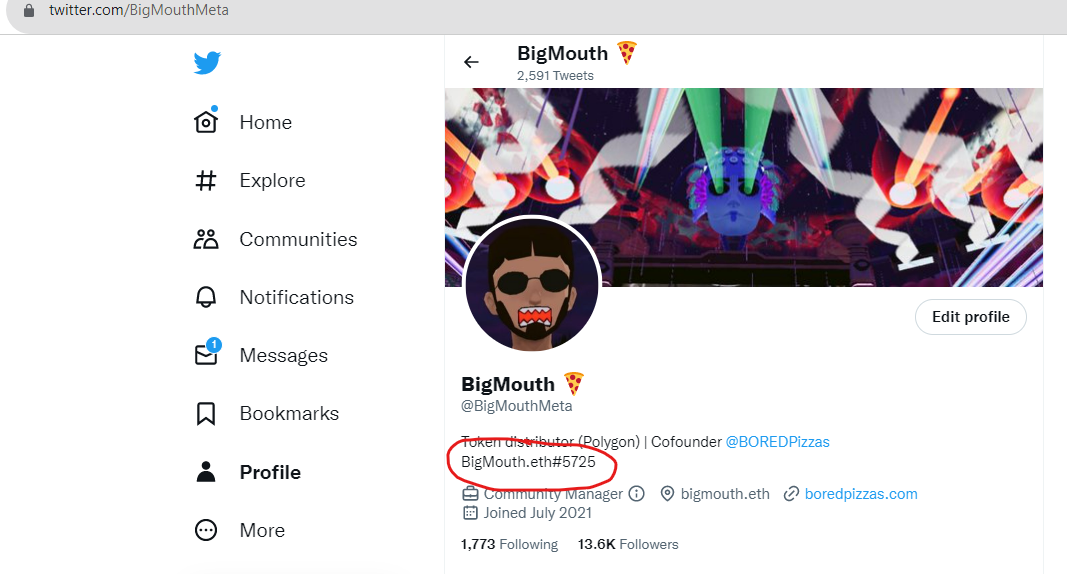 twitter.com/BigMouthMeta
BigMouth 🍕
2,591 Tweets
Home
Explore
Communities
Notifications
1
Messages
Bookmarks
Profile
More
Edit profile
BigMouth 🍕
@BigMouthMeta
Token distributor (Polygon) | Cofounder @BOREDPizzas
BigMouth.eth#5725
Community Manager bigmouth.eth boredpizzas.com
Joined July 2021
1,773 Following 13.6K Followers